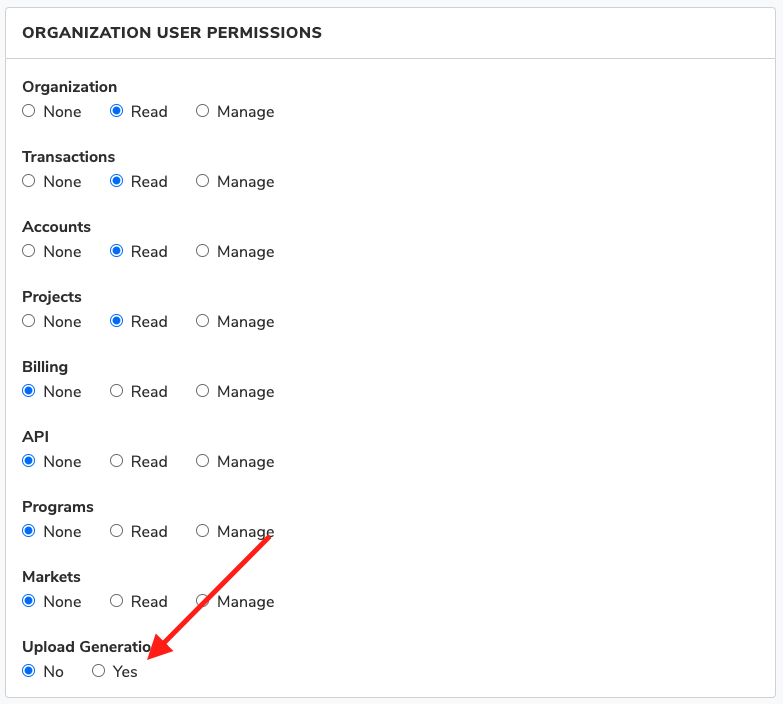 ORGANIZATION USER PERMISSIONS
Organization
None Read Manage
Transactions
None Read Manage
Accounts
None Read Manage
Projects
None Read Manage
Billing
None Read Manage
API
None Read Manage
Programs
None Read Manage
Markets
None Read Manage
Upload Generatio
No Yes